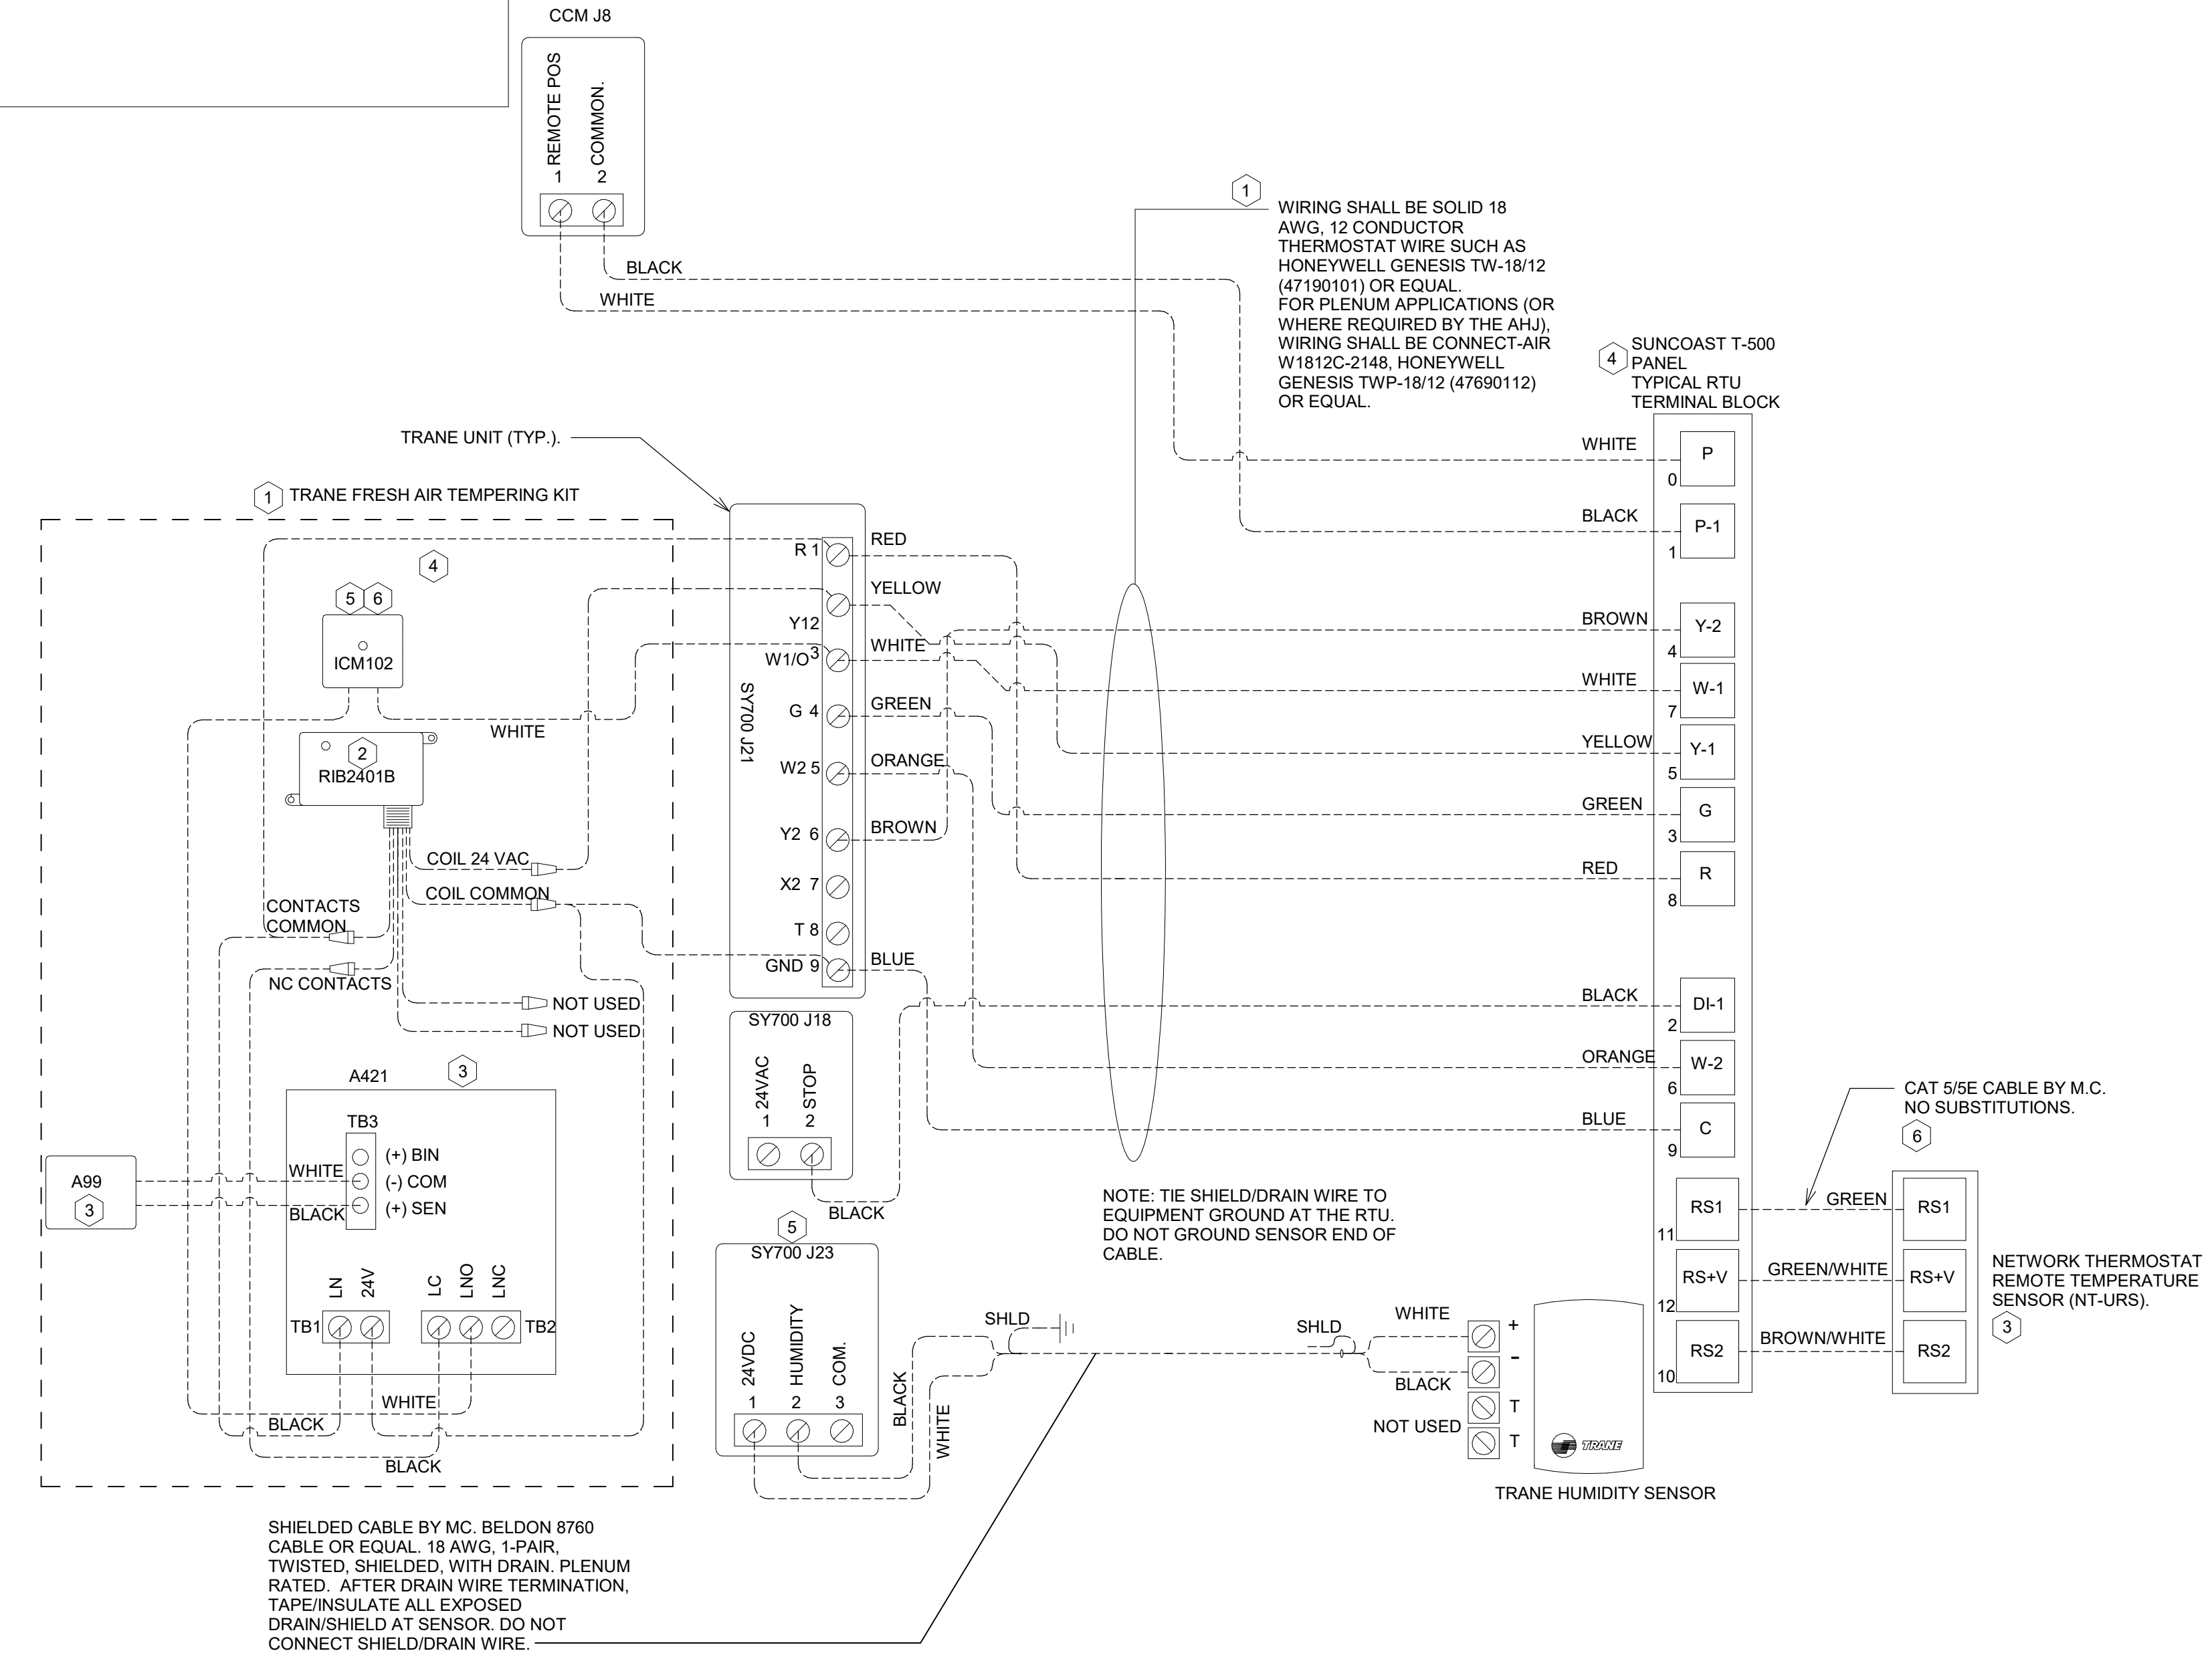 CCM J8
REMOTE POS
COMMON.
1
2
BLACK
WHITE
1
WIRING SHALL BE SOLID 18
AWG, 12 CONDUCTOR
THERMOSTAT WIRE SUCH AS
HONEYWELL GENESIS TW-18/12
(47190101) OR EQUAL.
FOR PLENUM APPLICATIONS (OR
WHERE REQUIRED BY THE AHJ),
WIRING SHALL BE CONNECT-AIR
W1812C-2148, HONEYWELL
GENESIS TWP-18/12 (47690112)
OR EQUAL.
4
SUNCOAST T-500
PANEL
TYPICAL RTU
TERMINAL BLOCK
WHITE
P
0
BLACK
P-1
1
BROWN
Y-2
4
WHITE
W-1
7
YELLOW
Y-1
5
GREEN
G
3
RED
R
8
BLACK
DI-1
2
ORANGE
W-2
6
BLUE
C
9
RS1
11
RS+V
12
RS2
10
TRANE UNIT (TYP.).
1
TRANE FRESH AIR TEMPERING KIT
4
5
6
ICM102
WHITE
2
RIB2401B
COIL 24 VAC
COIL COMMON
CONTACTS
COMMON
NC CONTACTS
NOT USED
NOT USED
A421
3
TB3
(+) BIN
(-) COM
(+) SEN
WHITE
BLACK
A99
3
LN
24V
LC
LNO
LNC
TB1
TB2
WHITE
BLACK
BLACK
SY700 J21
R 1
RED
YELLOW
Y12
W1/O3
WHITE
G 4
GREEN
W2 5
ORANGE
Y2 6
BROWN
X2 7
T 8
GND 9
BLUE
SY700 J18
24VAC
STOP
1
2
BLACK
5
SY700 J23
24VDC
HUMIDITY
COM.
1
2
3
BLACK
WHITE
NOTE: TIE SHIELD/DRAIN WIRE TO
EQUIPMENT GROUND AT THE RTU.
DO NOT GROUND SENSOR END OF
CABLE.
SHLD
SHLD
WHITE
BLACK
NOT USED
+
-
T
T
TRANE
TRANE HUMIDITY SENSOR
CAT 5/5E CABLE BY M.C.
NO SUBSTITUTIONS.
6
GREEN
RS1
GREEN/WHITE
RS+V
BROWN/WHITE
RS2
NETWORK THERMOSTAT
REMOTE TEMPERATURE
SENSOR (NT-URS).
3
SHIELDED CABLE BY MC. BELDON 8760
CABLE OR EQUAL. 18 AWG, 1-PAIR,
TWISTED, SHIELDED, WITH DRAIN. PLENUM
RATED.  AFTER DRAIN WIRE TERMINATION,
TAPE/INSULATE ALL EXPOSED
DRAIN/SHIELD AT SENSOR. DO NOT
CONNECT SHIELD/DRAIN WIRE.